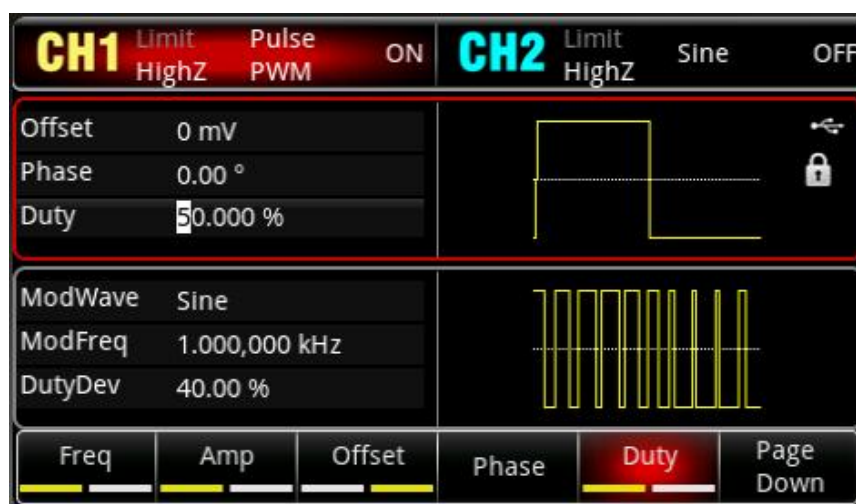 CH1 Limit Pulse ON CH2 Limit Sine OFF
HighZ PWM HighZ
Offset 0 mV
Phase 0.00 °
Duty 50.000 %
ModWave Sine
ModFreq 1.000,000 kHz
DutyDev 40.00 %
Freq Amp Offset Phase Duty Page
Down